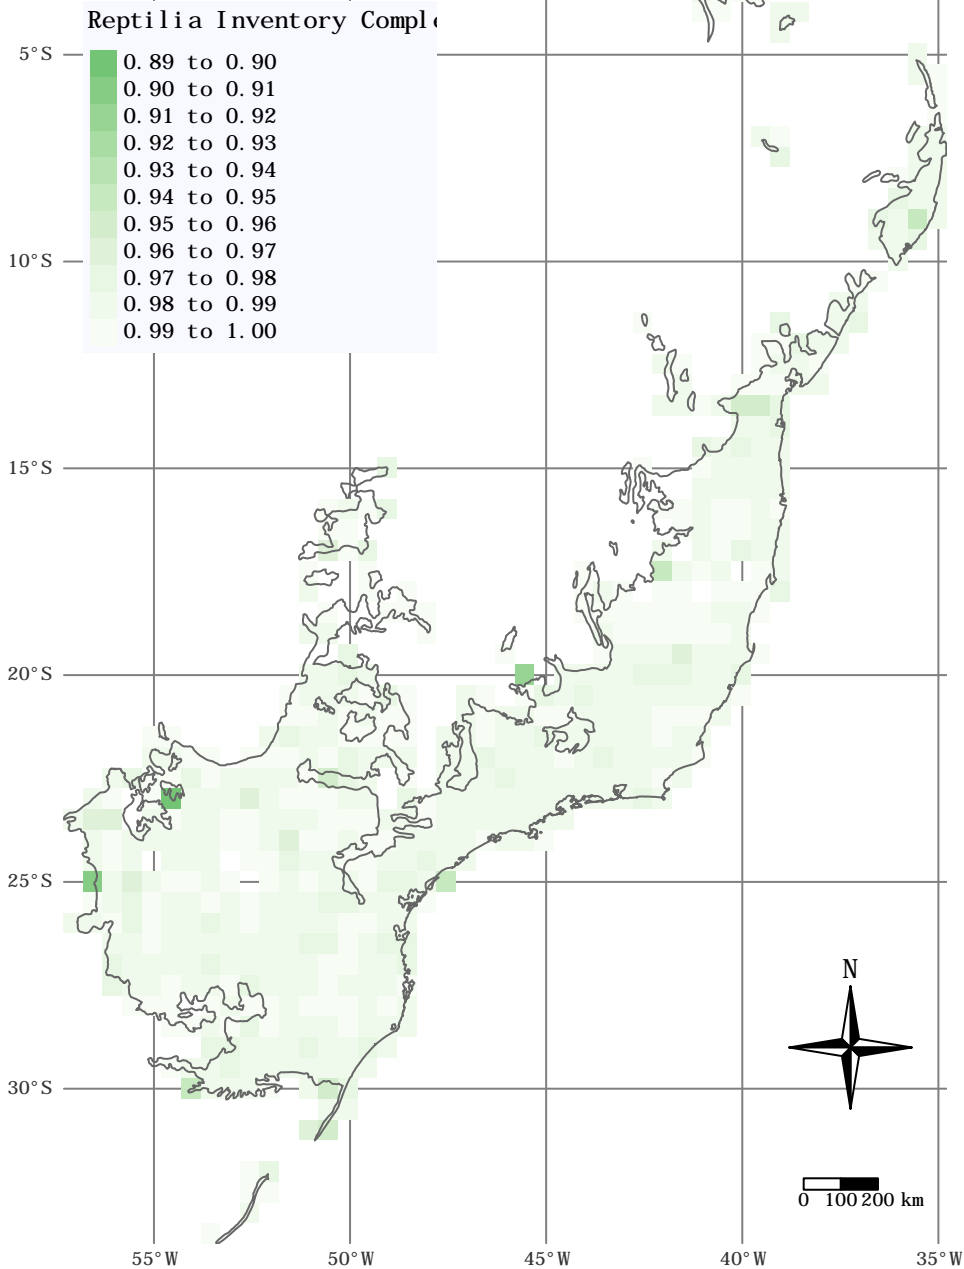 Reptilia Inventory Comple
0.89 to 0.90
0.90 to 0.91
0.91 to 0.92
0.92 to 0.93
0.93 to 0.94
0.94 to 0.95
0.95 to 0.96
0.96 to 0.97
0.97 to 0.98
0.98 to 0.99
0.99 to 1.00
5°S
10°S
15°S
20°S
25°S
30°S
N
0 100 200 km
55°W 50°W 45°W 40°W 35°W